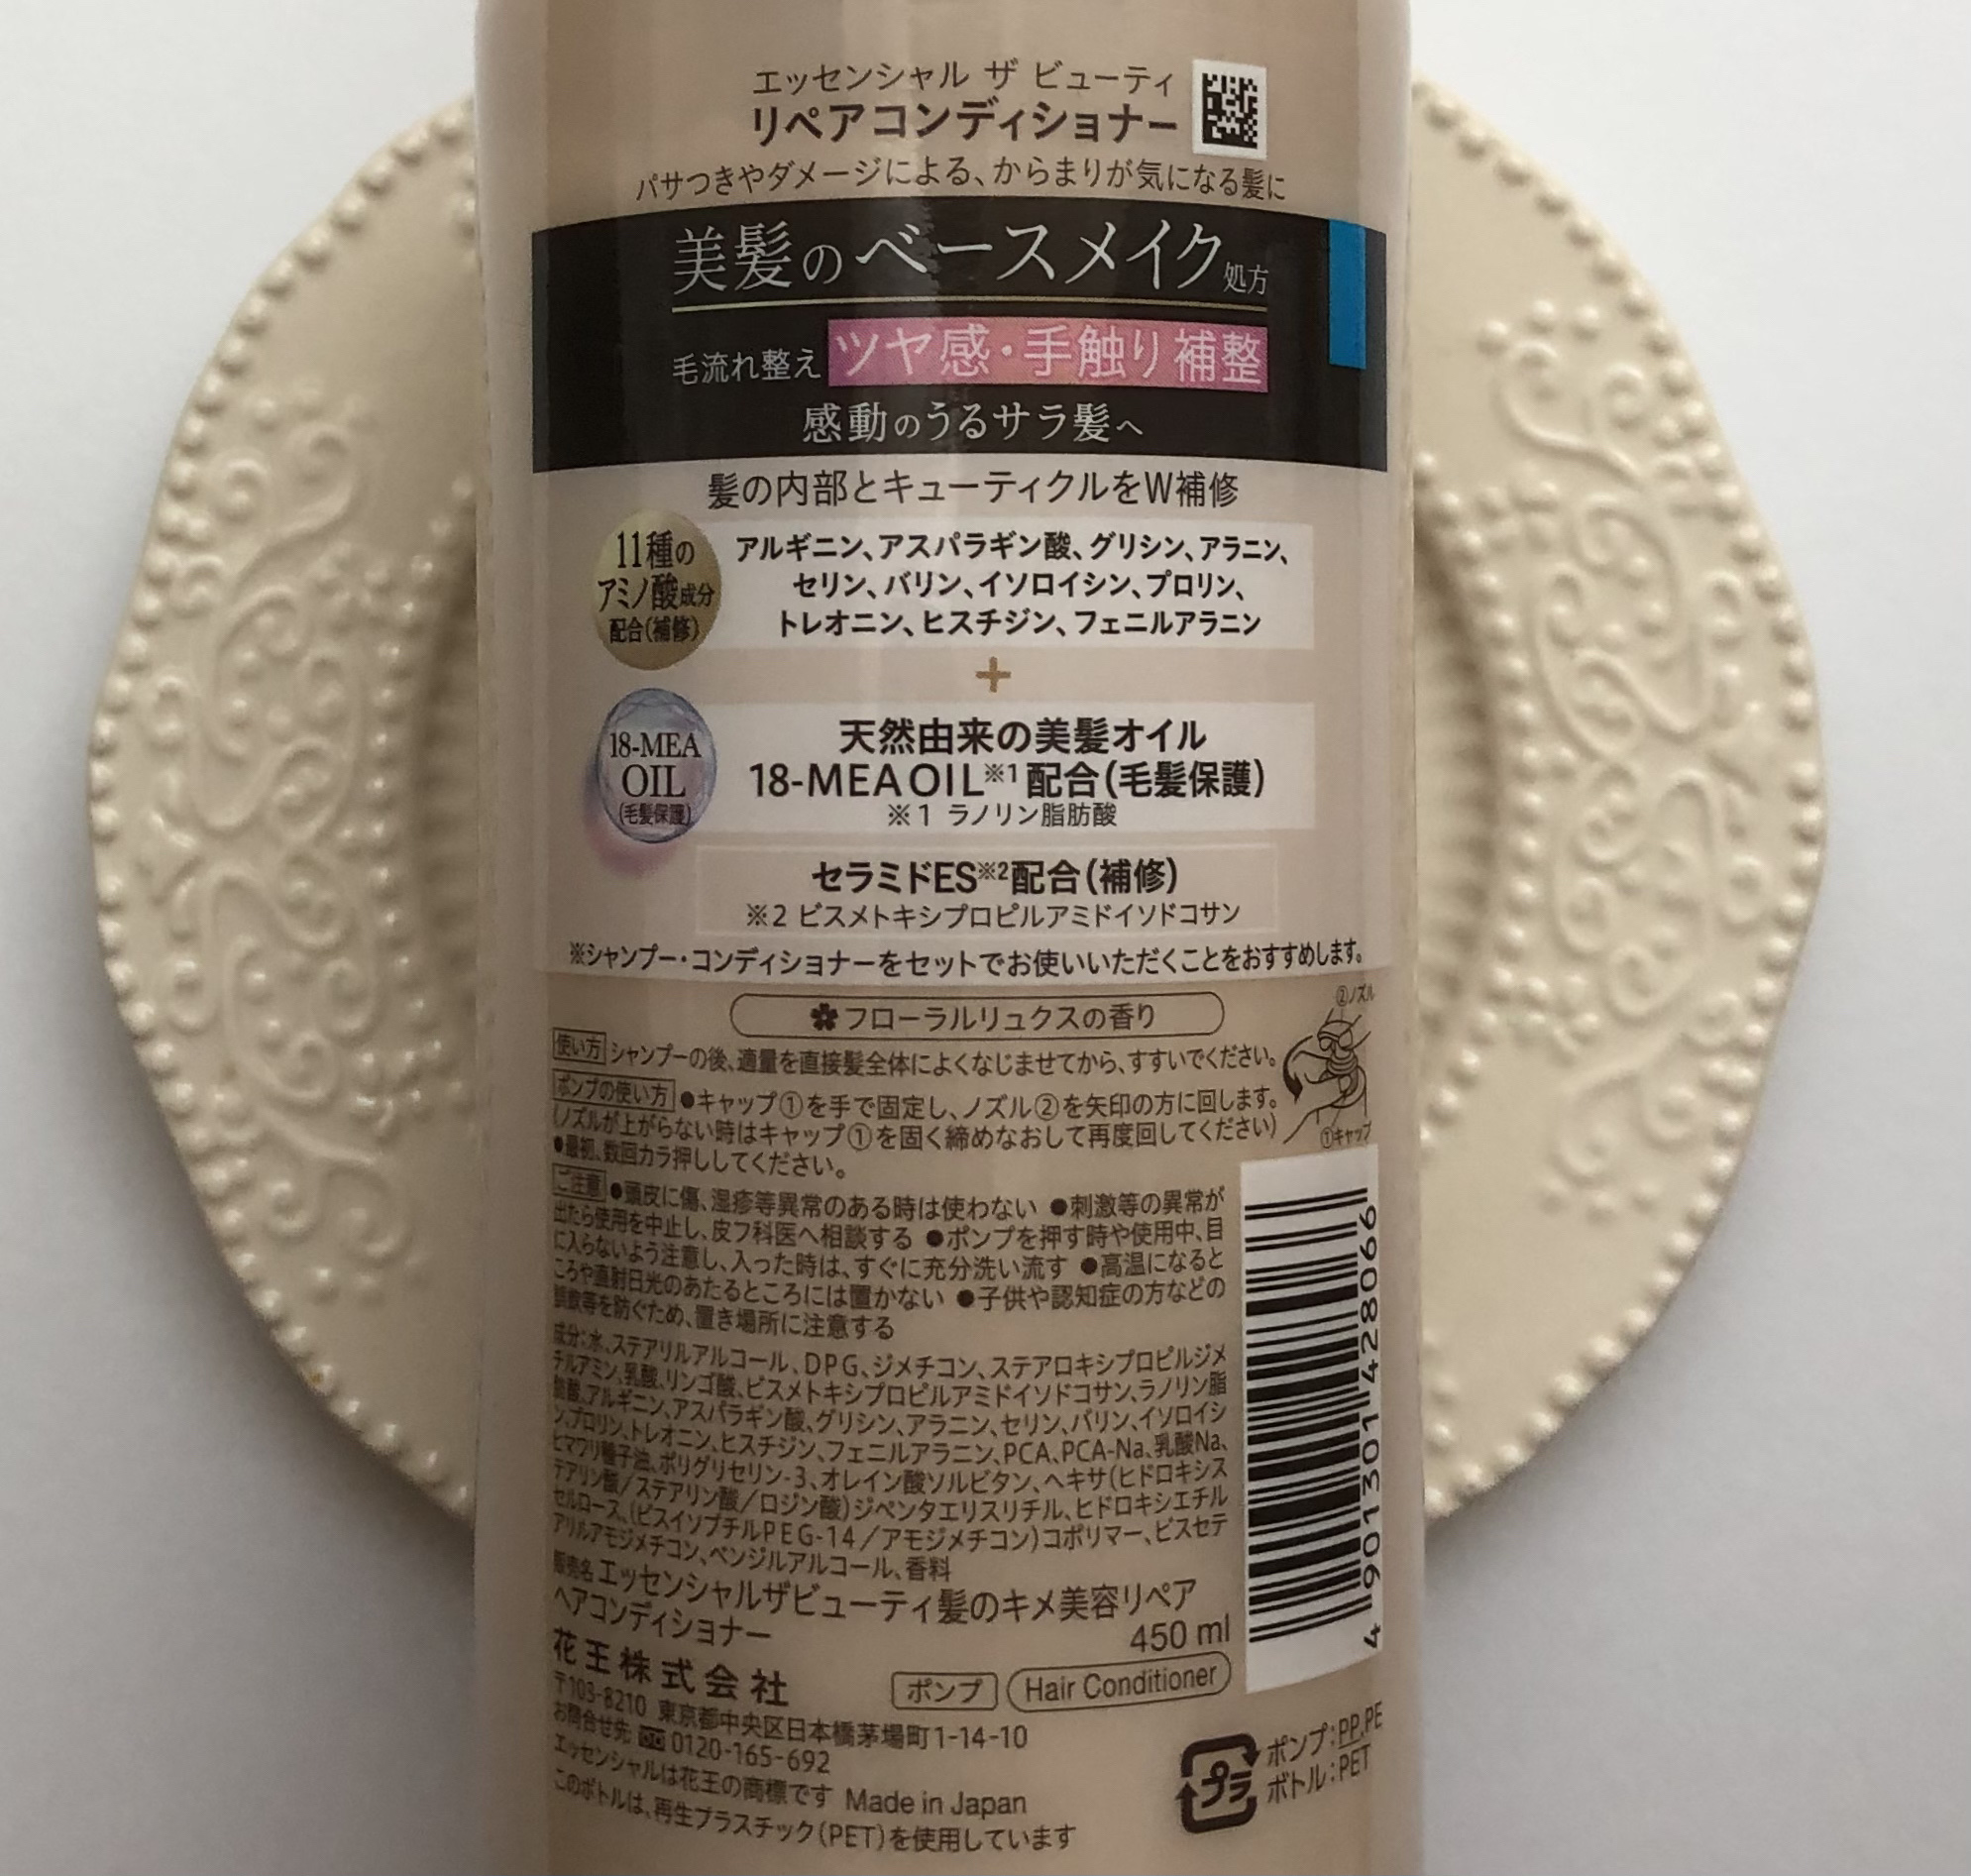 エッセンシャル ザ ビューティ
リペアコンディショナー
パサつきやダメージによる、からまりが気になる髪に
美髪のベースメイク処方
毛流れ整え ツヤ感・手触り補整
感動のうるサラ髪へ
髪の内部とキューティクルをW補修
11種の
アミノ酸成分
配合(補修)
アルギニン、アスパラギン酸、グリシン、アラニン、
セリン、バリン、イソロイシン、プロリン、
トレオニン、ヒスチジン、フェニルアラニン
+
18-MEA
OIL
(毛髪保護)
天然由来の美髪オイル
18-MEA OIL※1配合(毛髪保護)
※1 ラノリン脂肪酸
セラミドES※2配合(補修)
※2 ビスメトキシプロピルアミドイソドコサン
※シャンプー・コンディショナーをセットでお使いいただくことをおすすめします。
フローラルリュクスの香り
②ノズル
①キャップ
使い方 シャンプーの後、適量を直接髪全体によくなじませてから、すすいでください。
ポンプの使い方 ●キャップ①を手で固定し、ノズル②を矢印の方に回します。
(ノズルが上がらない時はキャップ①を固く締めなおして再度回してください)
●最初、数回カラ押ししてください。
ご注意 ●頭皮に傷、湿疹等異常のある時は使わない ●刺激等の異常が
出たら使用を中止し、皮フ科医へ相談する ●ポンプを押す時や使用中、目
に入らないよう注意し、入った時は、すぐに充分洗い流す ●高温になると
ころや直射日光のあたるところには置かない ●子供や認知症の方などの
誤飲等を防ぐため、置き場所に注意する
成分:水、ステアリルアルコール、DPG、ジメチコン、ステアロキシプロピルジメ
チルアミン、乳酸、リンゴ酸、ビスメトキシプロピルアミドイソドコサン、ラノリン脂
肪酸、アルギニン、アスパラギン酸、グリシン、アラニン、セリン、バリン、イソロイシ
ン、プロリン、トレオニン、ヒスチジン、フェニルアラニン、PCA、PCA-Na、乳酸Na、
ヒマワリ種子油、ポリグリセリン-3、オレイン酸ソルビタン、ヘキサ(ヒドロキシス
テアリン酸/ステアリン酸/ロジン酸)ジペンタエリスリチル、ヒドロキシエチル
セルロース、(ビスイソブチルPEG-14/アモジメチコン)コポリマー、ビスセテ
アリルアモジメチコン、ベンジルアルコール、香料
販売名 エッセンシャルザビューティ髪のキメ美容リペア
ヘアコンディショナー
450 ml
花王株式会社
ポンプ
Hair Conditioner
〒103-8210 東京都中央区日本橋茅場町1-14-10
お問合せ先 0120-165-692
エッセンシャルは花王の商標です Made in Japan
このボトルは、再生プラスチック(PET)を使用しています
4 901301 428066
プラ
ポンプ:PP,PE
ボトル:PET